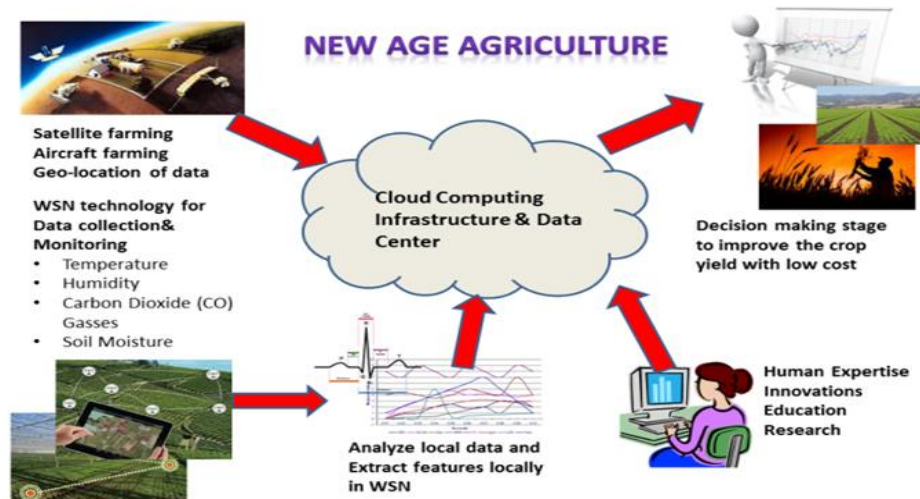 NEW AGE AGRICULTURE
Satellite farming
Aircraft farming
Geo-location of data
WSN technology for
Data collection&
Monitoring
• Temperature
• Humidity
• Carbon Dioxide (CO)
Gasses
• Soil Moisture
Cloud Computing
Infrastructure & Data
Center
Decision making stage
to improve the crop
yield with low cost
Analyze local data and
Extract features locally
in WSN
Human Expertise
Innovations
Education
Research